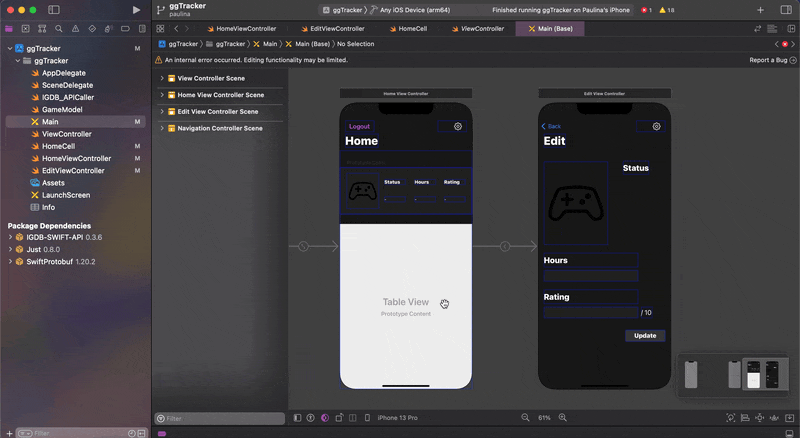 ggTracker
paulina
ggTracker
Any iOS Device (arm64)
Finished running ggTracker on Paulina's iPhone
1
18
HomeViewController
EditViewController
HomeCell
ViewController
Main (Base)
ggTracker
ggTracker
Main
Main (Base)
No Selection
An internal error occurred. Editing functionality may be limited.
Report a Bug
ggTracker
M
ggTracker
AppDelegate
SceneDelegate
IGDB_APICaller
GameModel
Main
M
ViewController
HomeCell
M
HomeViewController
M
EditViewController
M
Assets
LaunchScreen
Info
Package Dependencies
IGDB-SWIFT-API 0.3.6
Just 0.8.0
SwiftProtobuf 1.20.2
Filter
View Controller Scene
Home View Controller Scene
Edit View Controller Scene
Navigation Controller Scene
Filter
Home View Controller
Logout
Home
Status
Hours
Rating
Table View
Prototype Content
Edit View Controller
Back
Edit
Status
Hours
Rating
/ 10
Update
iPhone 13 Pro
61%